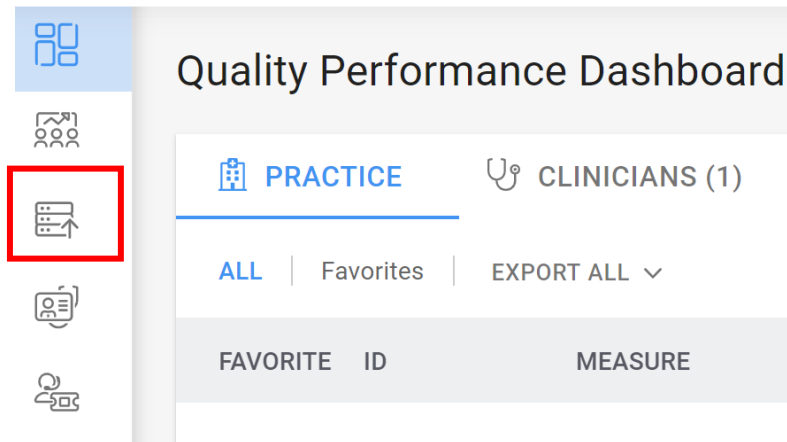 Quality Performance Dashboard
PRACTICE CLINICIANS (1)
ALL Favorites EXPORT ALL
FAVORITE ID MEASURE